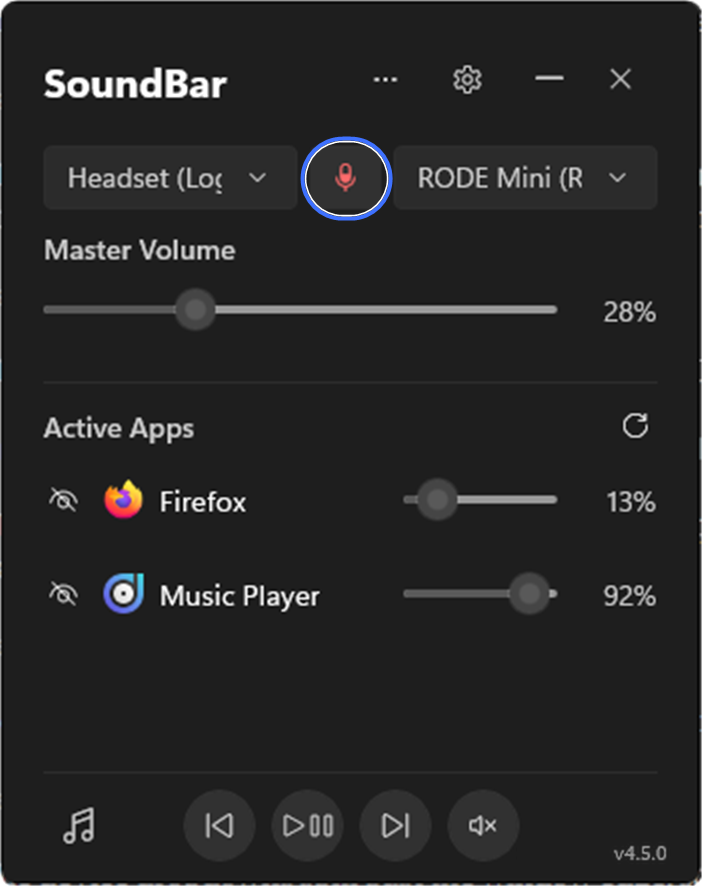 SoundBar
Headset (Log
RODE Mini (R
Master Volume
28%
Active Apps
Firefox
13%
Music Player
92%
v4.5.0